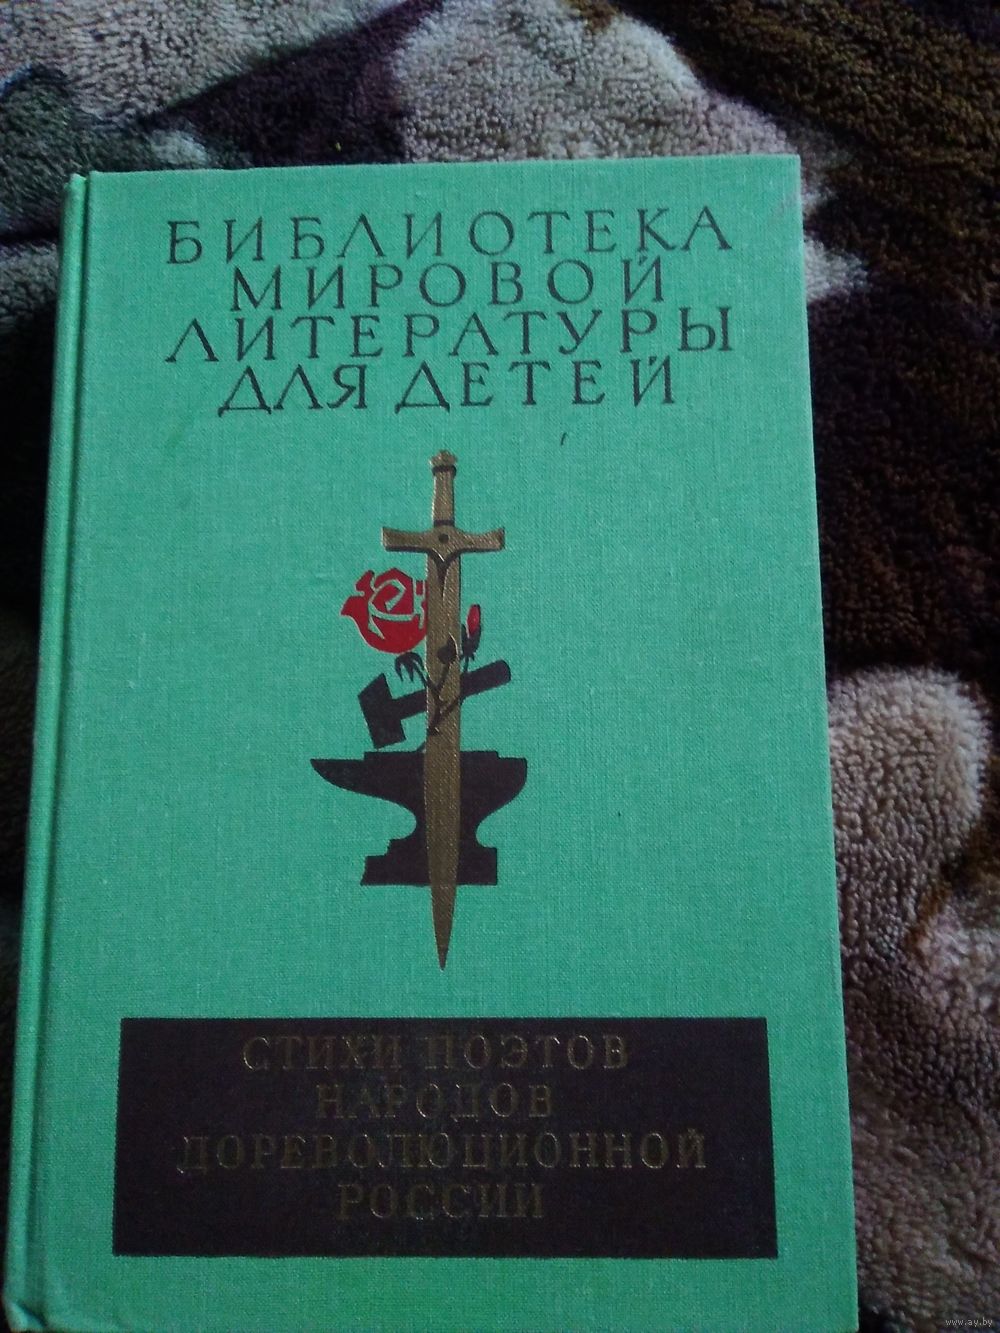 БИБЛИОТЕКА
МИРОВОЙ
ЛИТЕРАТУРЫ
ДЛЯ ДЕТЕЙ
СТИХИ ПОЭТОВ
НАРОДОВ
ДОРЕВОЛЮЦИОННОЙ
РОССИИ
www.ay.by